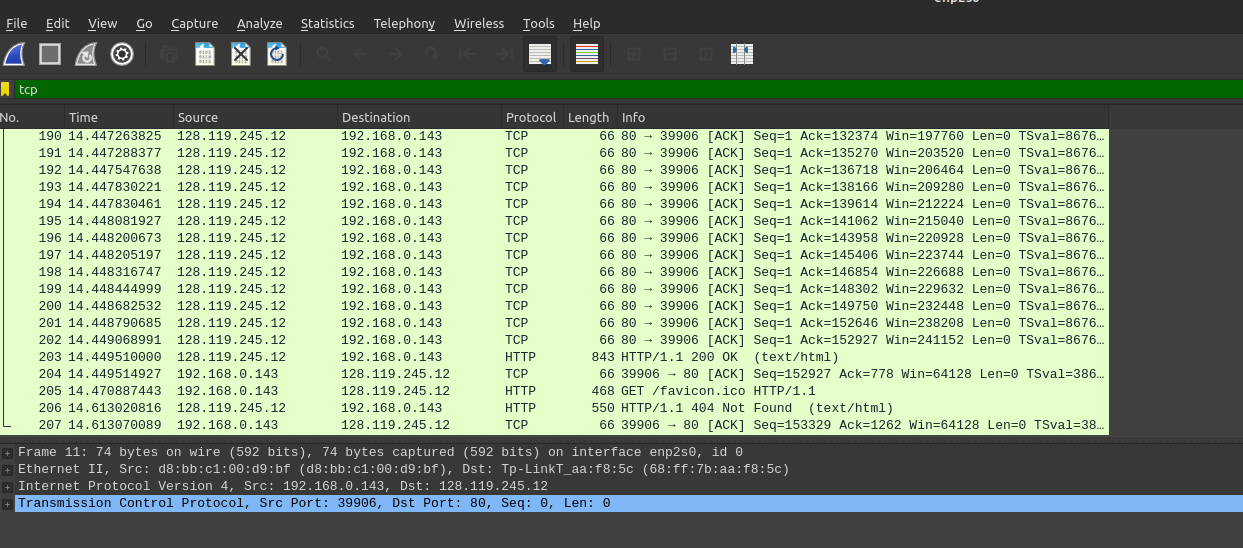 enp2s0
File Edit View Go Capture Analyze Statistics Telephony Wireless Tools Help
tcp
No. Time Source Destination Protocol Length Info
190 14.447263825 128.119.245.12 192.168.0.143 TCP 66 80 → 39906 [ACK] Seq=1 Ack=132374 Win=197760 Len=0 TSval=8676…
191 14.447288377 128.119.245.12 192.168.0.143 TCP 66 80 → 39906 [ACK] Seq=1 Ack=135270 Win=203520 Len=0 TSval=8676…
192 14.447547638 128.119.245.12 192.168.0.143 TCP 66 80 → 39906 [ACK] Seq=1 Ack=136718 Win=206464 Len=0 TSval=8676…
193 14.447830221 128.119.245.12 192.168.0.143 TCP 66 80 → 39906 [ACK] Seq=1 Ack=138166 Win=209280 Len=0 TSval=8676…
194 14.447830461 128.119.245.12 192.168.0.143 TCP 66 80 → 39906 [ACK] Seq=1 Ack=139614 Win=212224 Len=0 TSval=8676…
195 14.448081927 128.119.245.12 192.168.0.143 TCP 66 80 → 39906 [ACK] Seq=1 Ack=141062 Win=215040 Len=0 TSval=8676…
196 14.448200673 128.119.245.12 192.168.0.143 TCP 66 80 → 39906 [ACK] Seq=1 Ack=143958 Win=220928 Len=0 TSval=8676…
197 14.448205197 128.119.245.12 192.168.0.143 TCP 66 80 → 39906 [ACK] Seq=1 Ack=145406 Win=223744 Len=0 TSval=8676…
198 14.448316747 128.119.245.12 192.168.0.143 TCP 66 80 → 39906 [ACK] Seq=1 Ack=146854 Win=226688 Len=0 TSval=8676…
199 14.448444999 128.119.245.12 192.168.0.143 TCP 66 80 → 39906 [ACK] Seq=1 Ack=148302 Win=229632 Len=0 TSval=8676…
200 14.448682532 128.119.245.12 192.168.0.143 TCP 66 80 → 39906 [ACK] Seq=1 Ack=149750 Win=232448 Len=0 TSval=8676…
201 14.448790685 128.119.245.12 192.168.0.143 TCP 66 80 → 39906 [ACK] Seq=1 Ack=152646 Win=238208 Len=0 TSval=8676…
202 14.449068991 128.119.245.12 192.168.0.143 TCP 66 80 → 39906 [ACK] Seq=1 Ack=152927 Win=241152 Len=0 TSval=8676…
203 14.449510000 128.119.245.12 192.168.0.143 HTTP 843 HTTP/1.1 200 OK (text/html)
204 14.449514927 192.168.0.143 128.119.245.12 TCP 66 39906 → 80 [ACK] Seq=152927 Ack=778 Win=64128 Len=0 TSval=386…
205 14.470887443 192.168.0.143 128.119.245.12 HTTP 468 GET /favicon.ico HTTP/1.1
206 14.613020816 128.119.245.12 192.168.0.143 HTTP 550 HTTP/1.1 404 Not Found (text/html)
207 14.613070089 192.168.0.143 128.119.245.12 TCP 66 39906 → 80 [ACK] Seq=153329 Ack=1262 Win=64128 Len=0 TSval=38…
Frame 11: 74 bytes on wire (592 bits), 74 bytes captured (592 bits) on interface enp2s0, id 0
Ethernet II, Src: d8:bb:c1:00:d9:bf (d8:bb:c1:00:d9:bf), Dst: Tp-LinkT_aa:f8:5c (68:ff:7b:aa:f8:5c)
Internet Protocol Version 4, Src: 192.168.0.143, Dst: 128.119.245.12
Transmission Control Protocol, Src Port: 39906, Dst Port: 80, Seq: 0, Len: 0